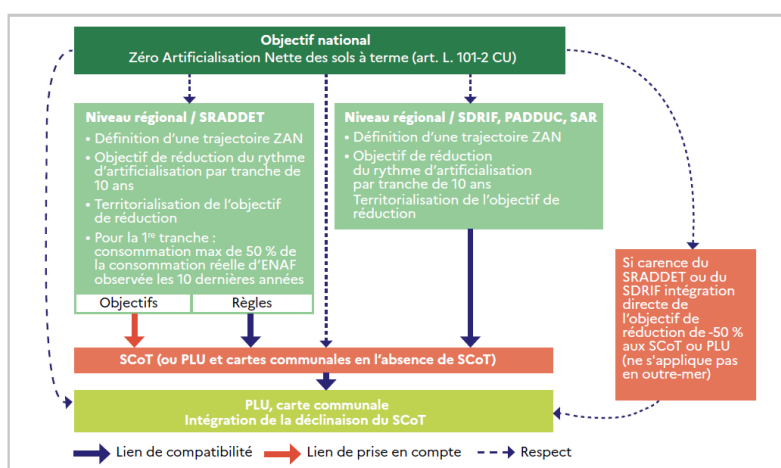 Objectif national
Zéro Artificialisation Nette des sols à terme (art. L. 101-2 CU)
Niveau régional / SRADDET
• Définition d'une trajectoire ZAN
• Objectif de réduction du rythme
d'artificialisation par tranche de
10 ans
• Territorialisation de l'objectif
de réduction
• Pour la 1re tranche :
consommation max de 50 % de
la consommation réelle d'ENAF
observée les 10 dernières années
Objectifs
Règles
Niveau régional / SDRIF, PADDUC, SAR
• Définition d'une trajectoire ZAN
• Objectif de réduction
du rythme d'artificialisation
par tranche de 10 ans
Territorialisation de l'objectif de
réduction
Si carence du
SRADDET ou du
SDRIF intégration
directe de
l'objectif de
réduction de -50 %
aux SCoT ou PLU
(ne s'applique pas
en outre-mer)
SCoT (ou PLU et cartes communales en l'absence de SCoT)
PLU, carte communale
Intégration de la déclinaison du SCoT
Lien de compatibilité
Lien de prise en compte
Respect